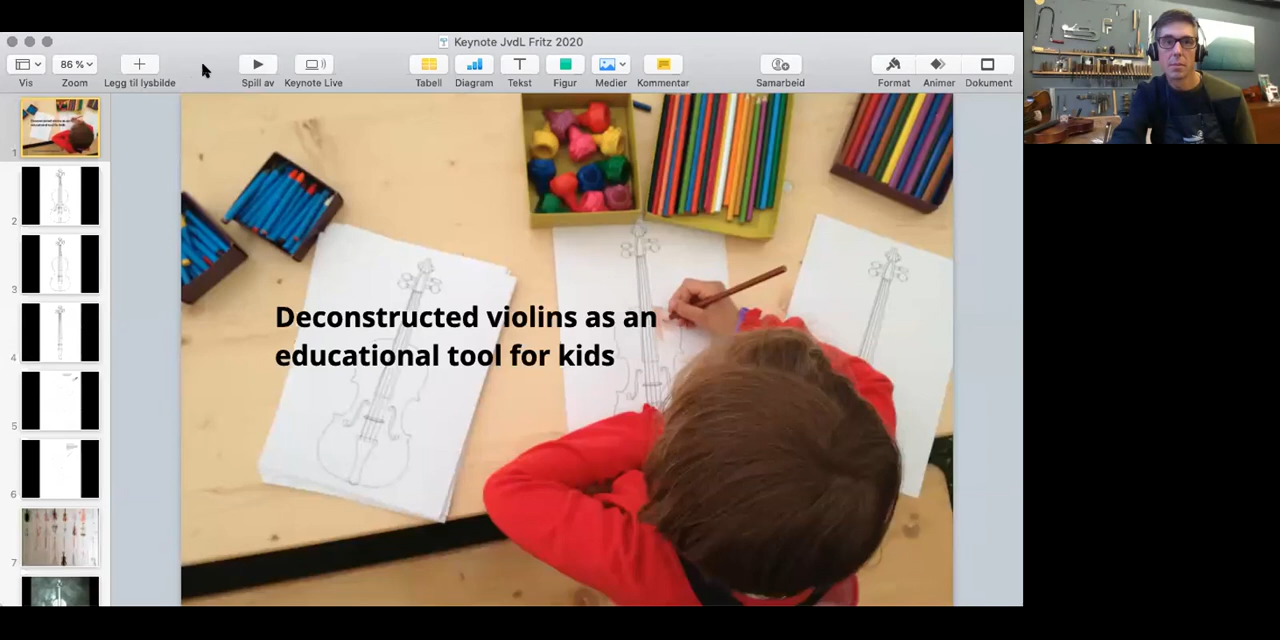 Keynote JvdL Fritz 2020
86 %
Vis
Zoom
Legg til lysbilde
Spill av
Keynote Live
Tabell
Diagram
Tekst
Figur
Medier
Kommentar
Samarbeid
Format
Animer
Dokument
1
2
3
4
5
6
7
Deconstructed violins as an
educational tool for kids